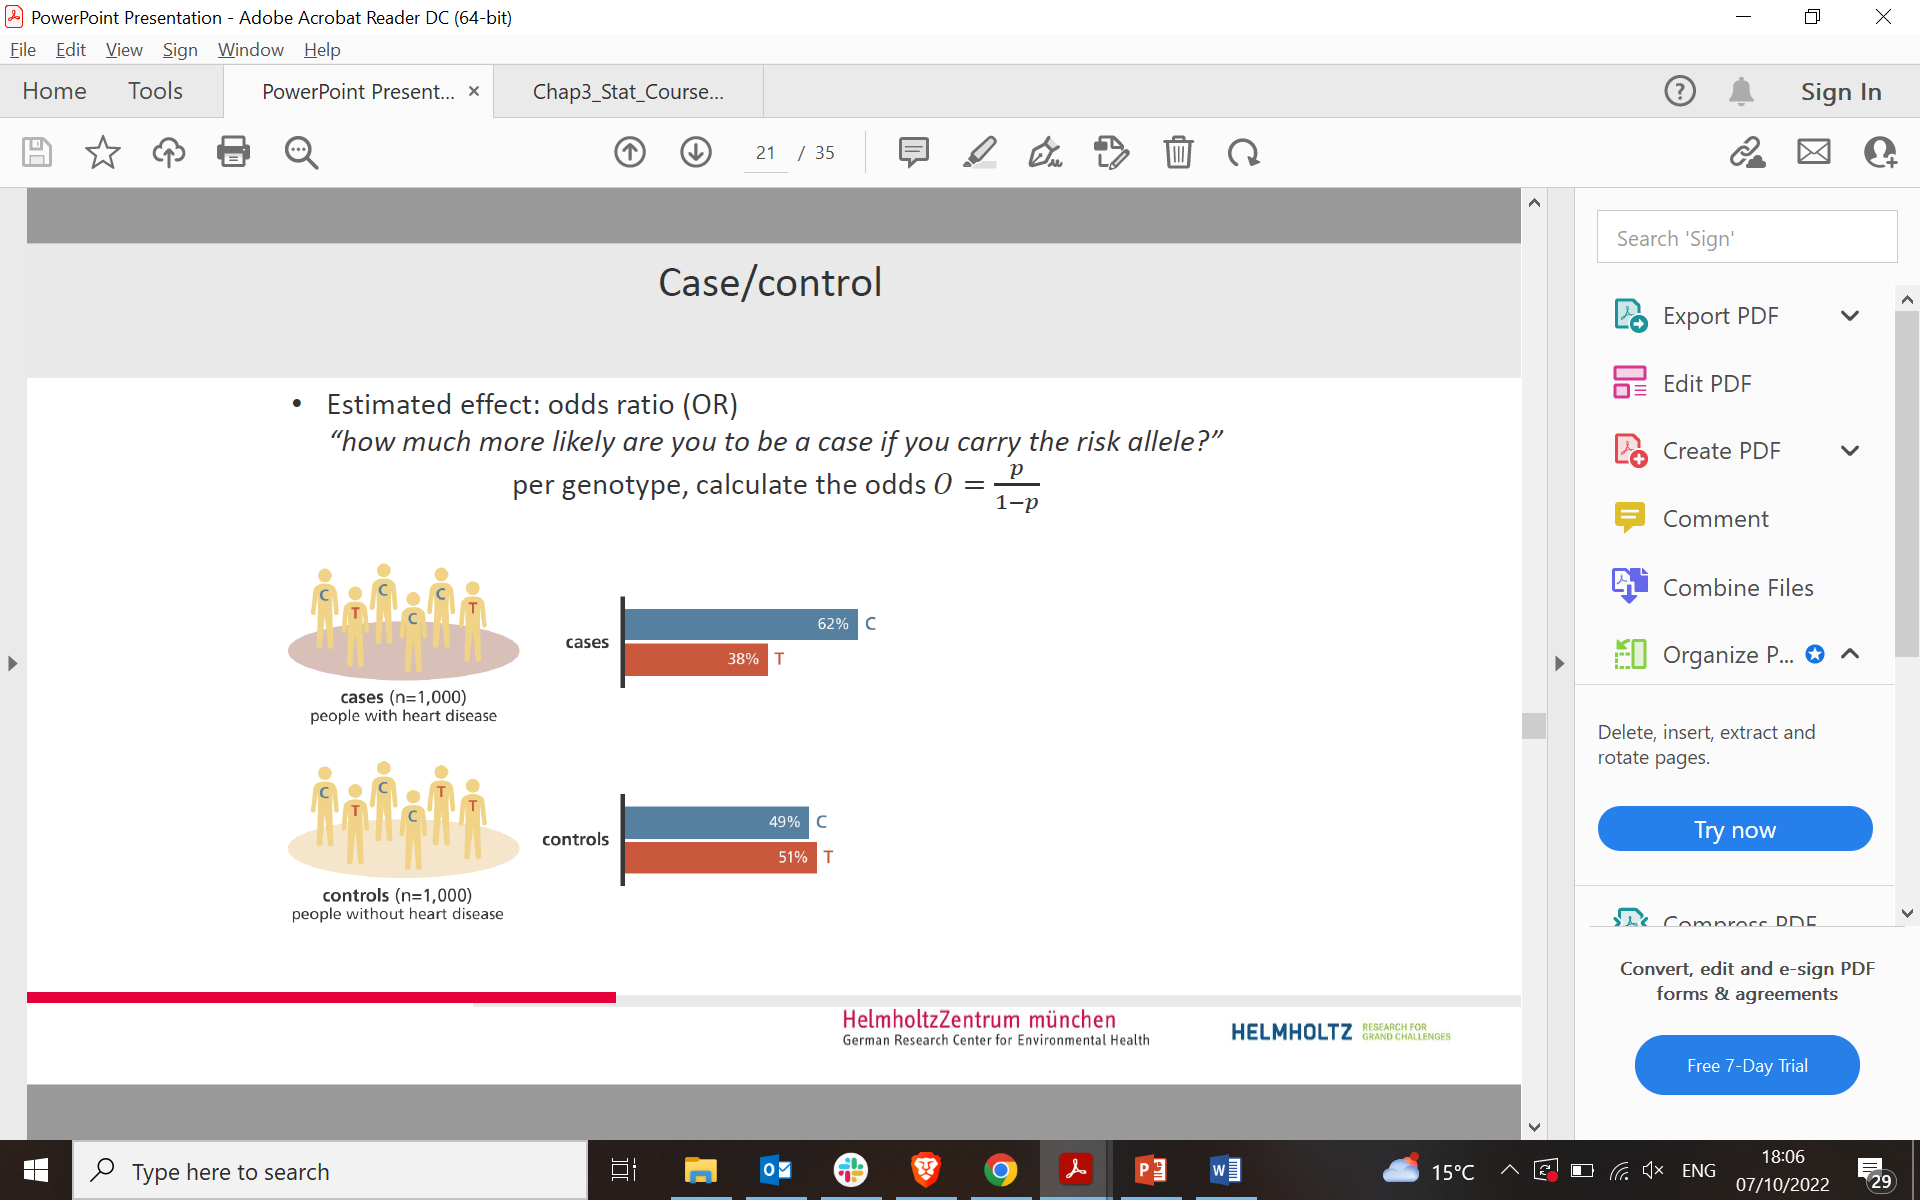 PowerPoint Presentation - Adobe Acrobat Reader DC (64-bit)
File Edit View Sign Window Help
Home Tools PowerPoint Present... × Chap3_Stat_Course... Sign In
21 / 35
Case/control
• Estimated effect: odds ratio (OR)
“how much more likely are you to be a case if you carry the risk allele?”
per genotype, calculate the odds O = p/1−p
C T C C C T
cases (n=1,000)
people with heart disease
cases
62% C
38% T
C T C C T T
controls (n=1,000)
people without heart disease
controls
49% C
51% T
HelmholtzZentrum münchen
German Research Center for Environmental Health
HELMHOLTZ RESEARCH FOR
GRAND CHALLENGES
Search 'Sign'
Export PDF
Edit PDF
Create PDF
Comment
Combine Files
Organize P...
Delete, insert, extract and
rotate pages.
Try now
Compress PDF
Convert, edit and e-sign PDF
forms & agreements
Free 7-Day Trial
Type here to search
15°C
ENG
18:06
07/10/2022
29